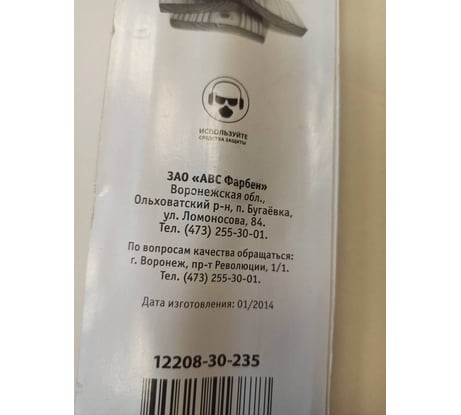 ИСПОЛЬЗУЙТЕ
СРЕДСТВА ЗАЩИТЫ
ЗАО «АВС Фарбен»
Воронежская обл.,
Ольховатский р-н, п. Бугаёвка,
ул. Ломоносова, 84.
Тел. (473) 255-30-01.
По вопросам качества обращаться:
г. Воронеж, пр-т Революции, 1/1.
Тел. (473) 255-30-01.
Дата изготовления: 01/2014
12208-30-235